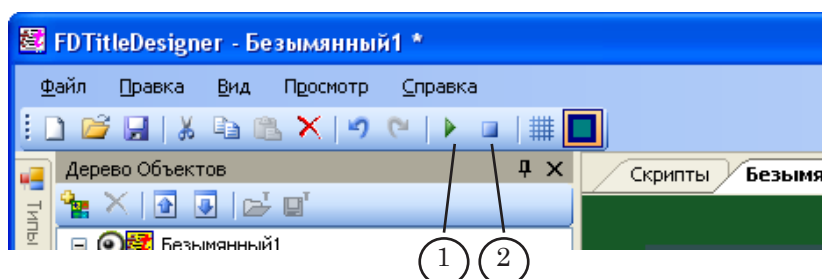 FDTitleDesigner - Безымянный1 *
Файл Правка Вид Просмотр Справка
Дерево Объектов
Скрипты Безымя
Типы
Безымянный1
1 2